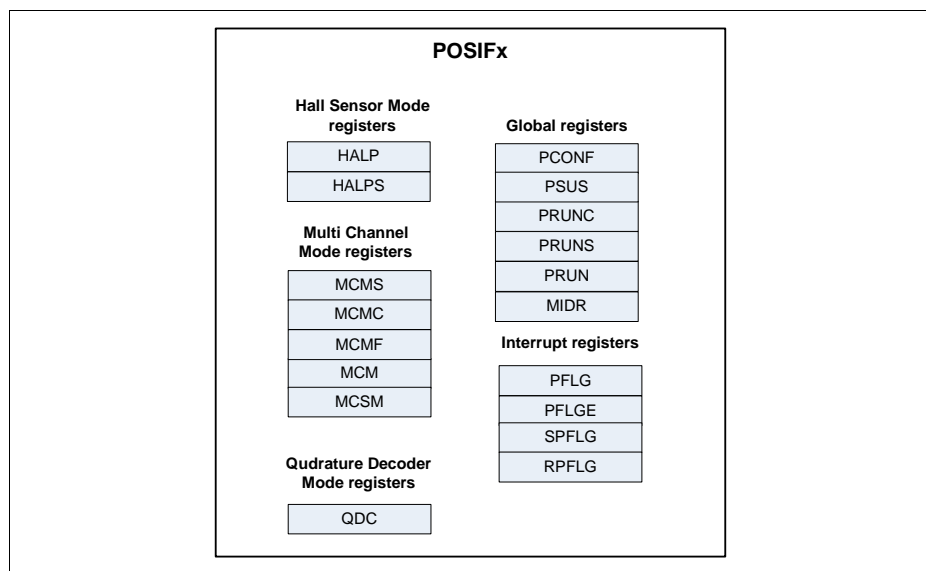 POSIFx
Hall Sensor Mode
registers
HALP
HALPS
Multi Channel
Mode registers
MCMS
MCMC
MCMF
MCM
MCSM
Qudrature Decoder
Mode registers
QDC
Global registers
PCONF
PSUS
PRUNC
PRUNS
PRUN
MIDR
Interrupt registers
PFLG
PFLGE
SPFLG
RPFLG